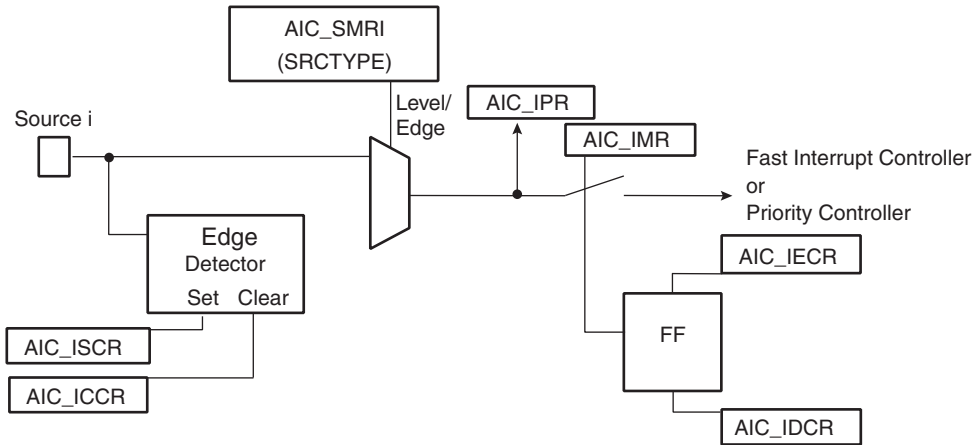 AIC_SMRI
(SRCTYPE)
Source i
Level/
Edge
AIC_IPR
AIC_IMR
Fast Interrupt Controller
or
Priority Controller
Edge
Detector
Set Clear
AIC_IECR
FF
AIC_ISCR
AIC_ICCR
AIC_IDCR